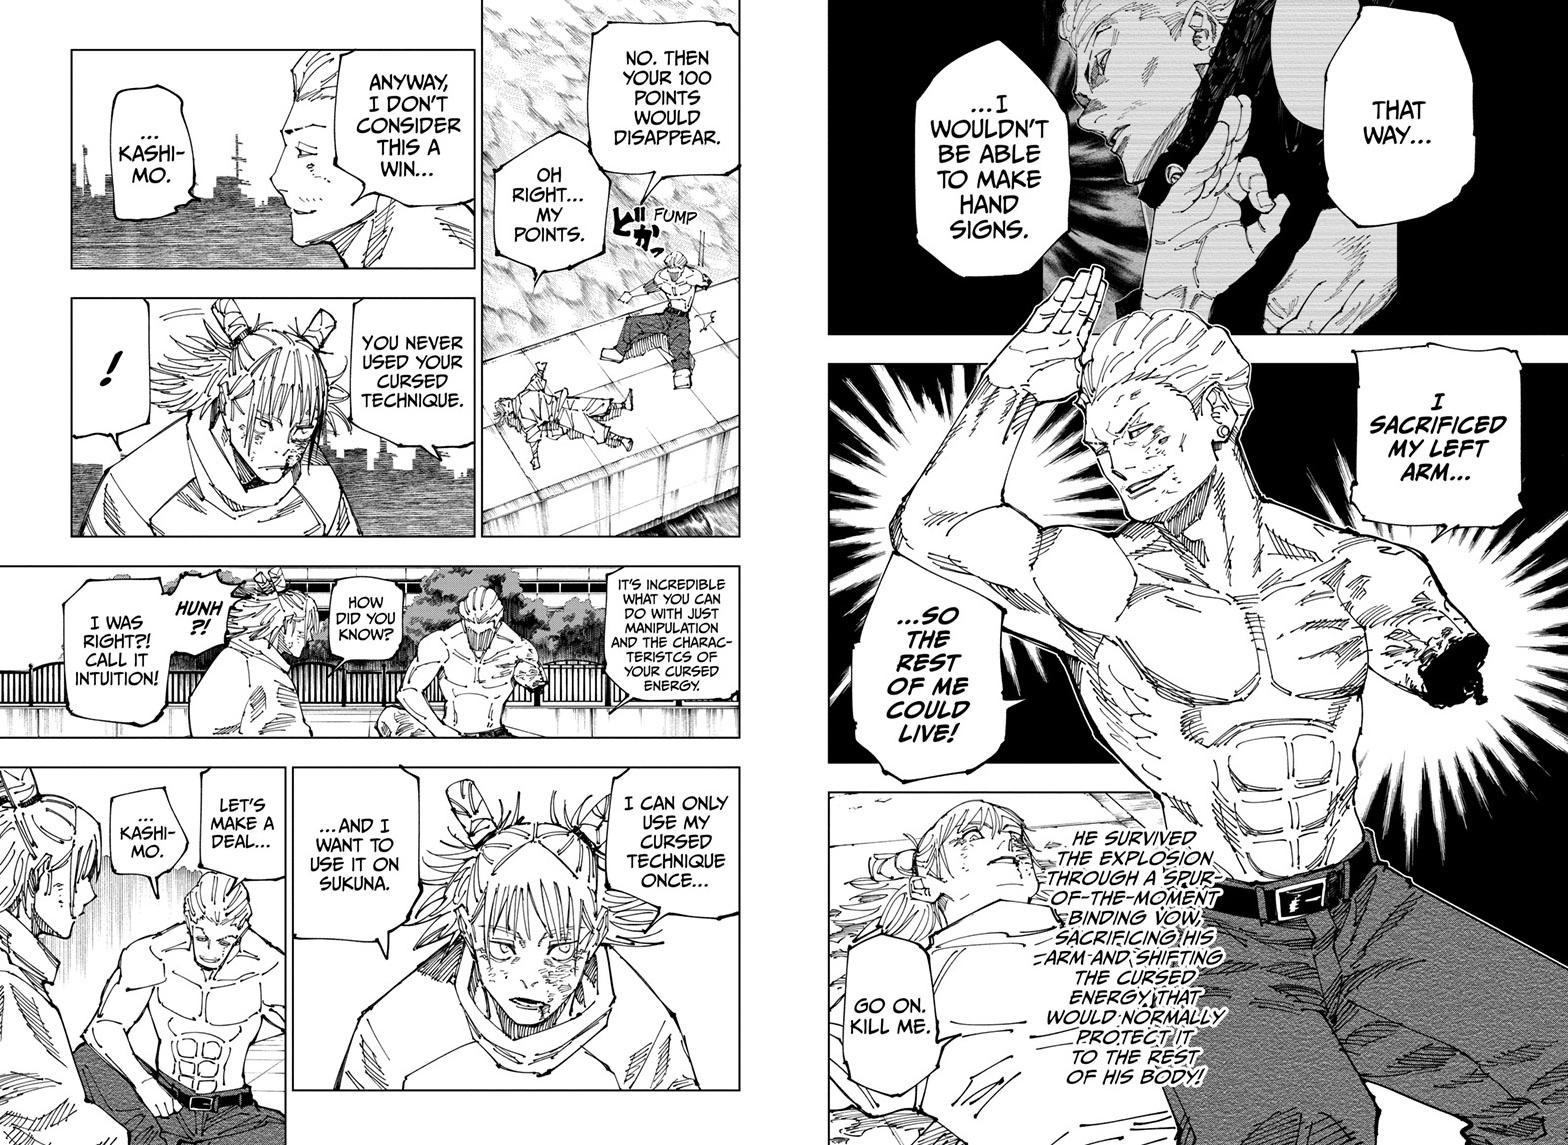 THAT
WAY...
...I
WOULDN'T
BE ABLE
TO MAKE
HAND
SIGNS.
I
SACRIFICED
MY LEFT
ARM...
...SO
THE
REST
OF ME
COULD
LIVE!
HE SURVIVED
THE EXPLOSION
THROUGH A SPUR-
OF-THE-MOMENT
BINDING VOW,
SACRIFICING HIS
ARM AND SHIFTING
THE CURSED
ENERGY THAT
WOULD NORMALLY
PROTECT IT
TO THE REST
OF HIS BODY!
GO ON.
KILL ME.
NO. THEN
YOUR 100
POINTS
WOULD
DISAPPEAR.
OH
RIGHT...
MY
POINTS.
ドカッ
FUMP
ANYWAY,
I DON'T
CONSIDER
THIS A
WIN...
...
KASHI-
MO.
YOU NEVER
USED YOUR
CURSED
TECHNIQUE.
!
IT'S INCREDIBLE
WHAT YOU CAN
DO WITH JUST
MANIPULATION
AND THE CHARAC-
TERISTCS OF
YOUR CURSED
ENERGY.
HOW
DID YOU
KNOW?
HUNH
?!
I WAS
RIGHT?!
CALL IT
INTUITION!
I CAN ONLY
USE MY
CURSED
TECHNIQUE
ONCE...
...AND I
WANT TO
USE IT ON
SUKUNA.
LET'S
MAKE A
DEAL...
...
KASHI-
MO.